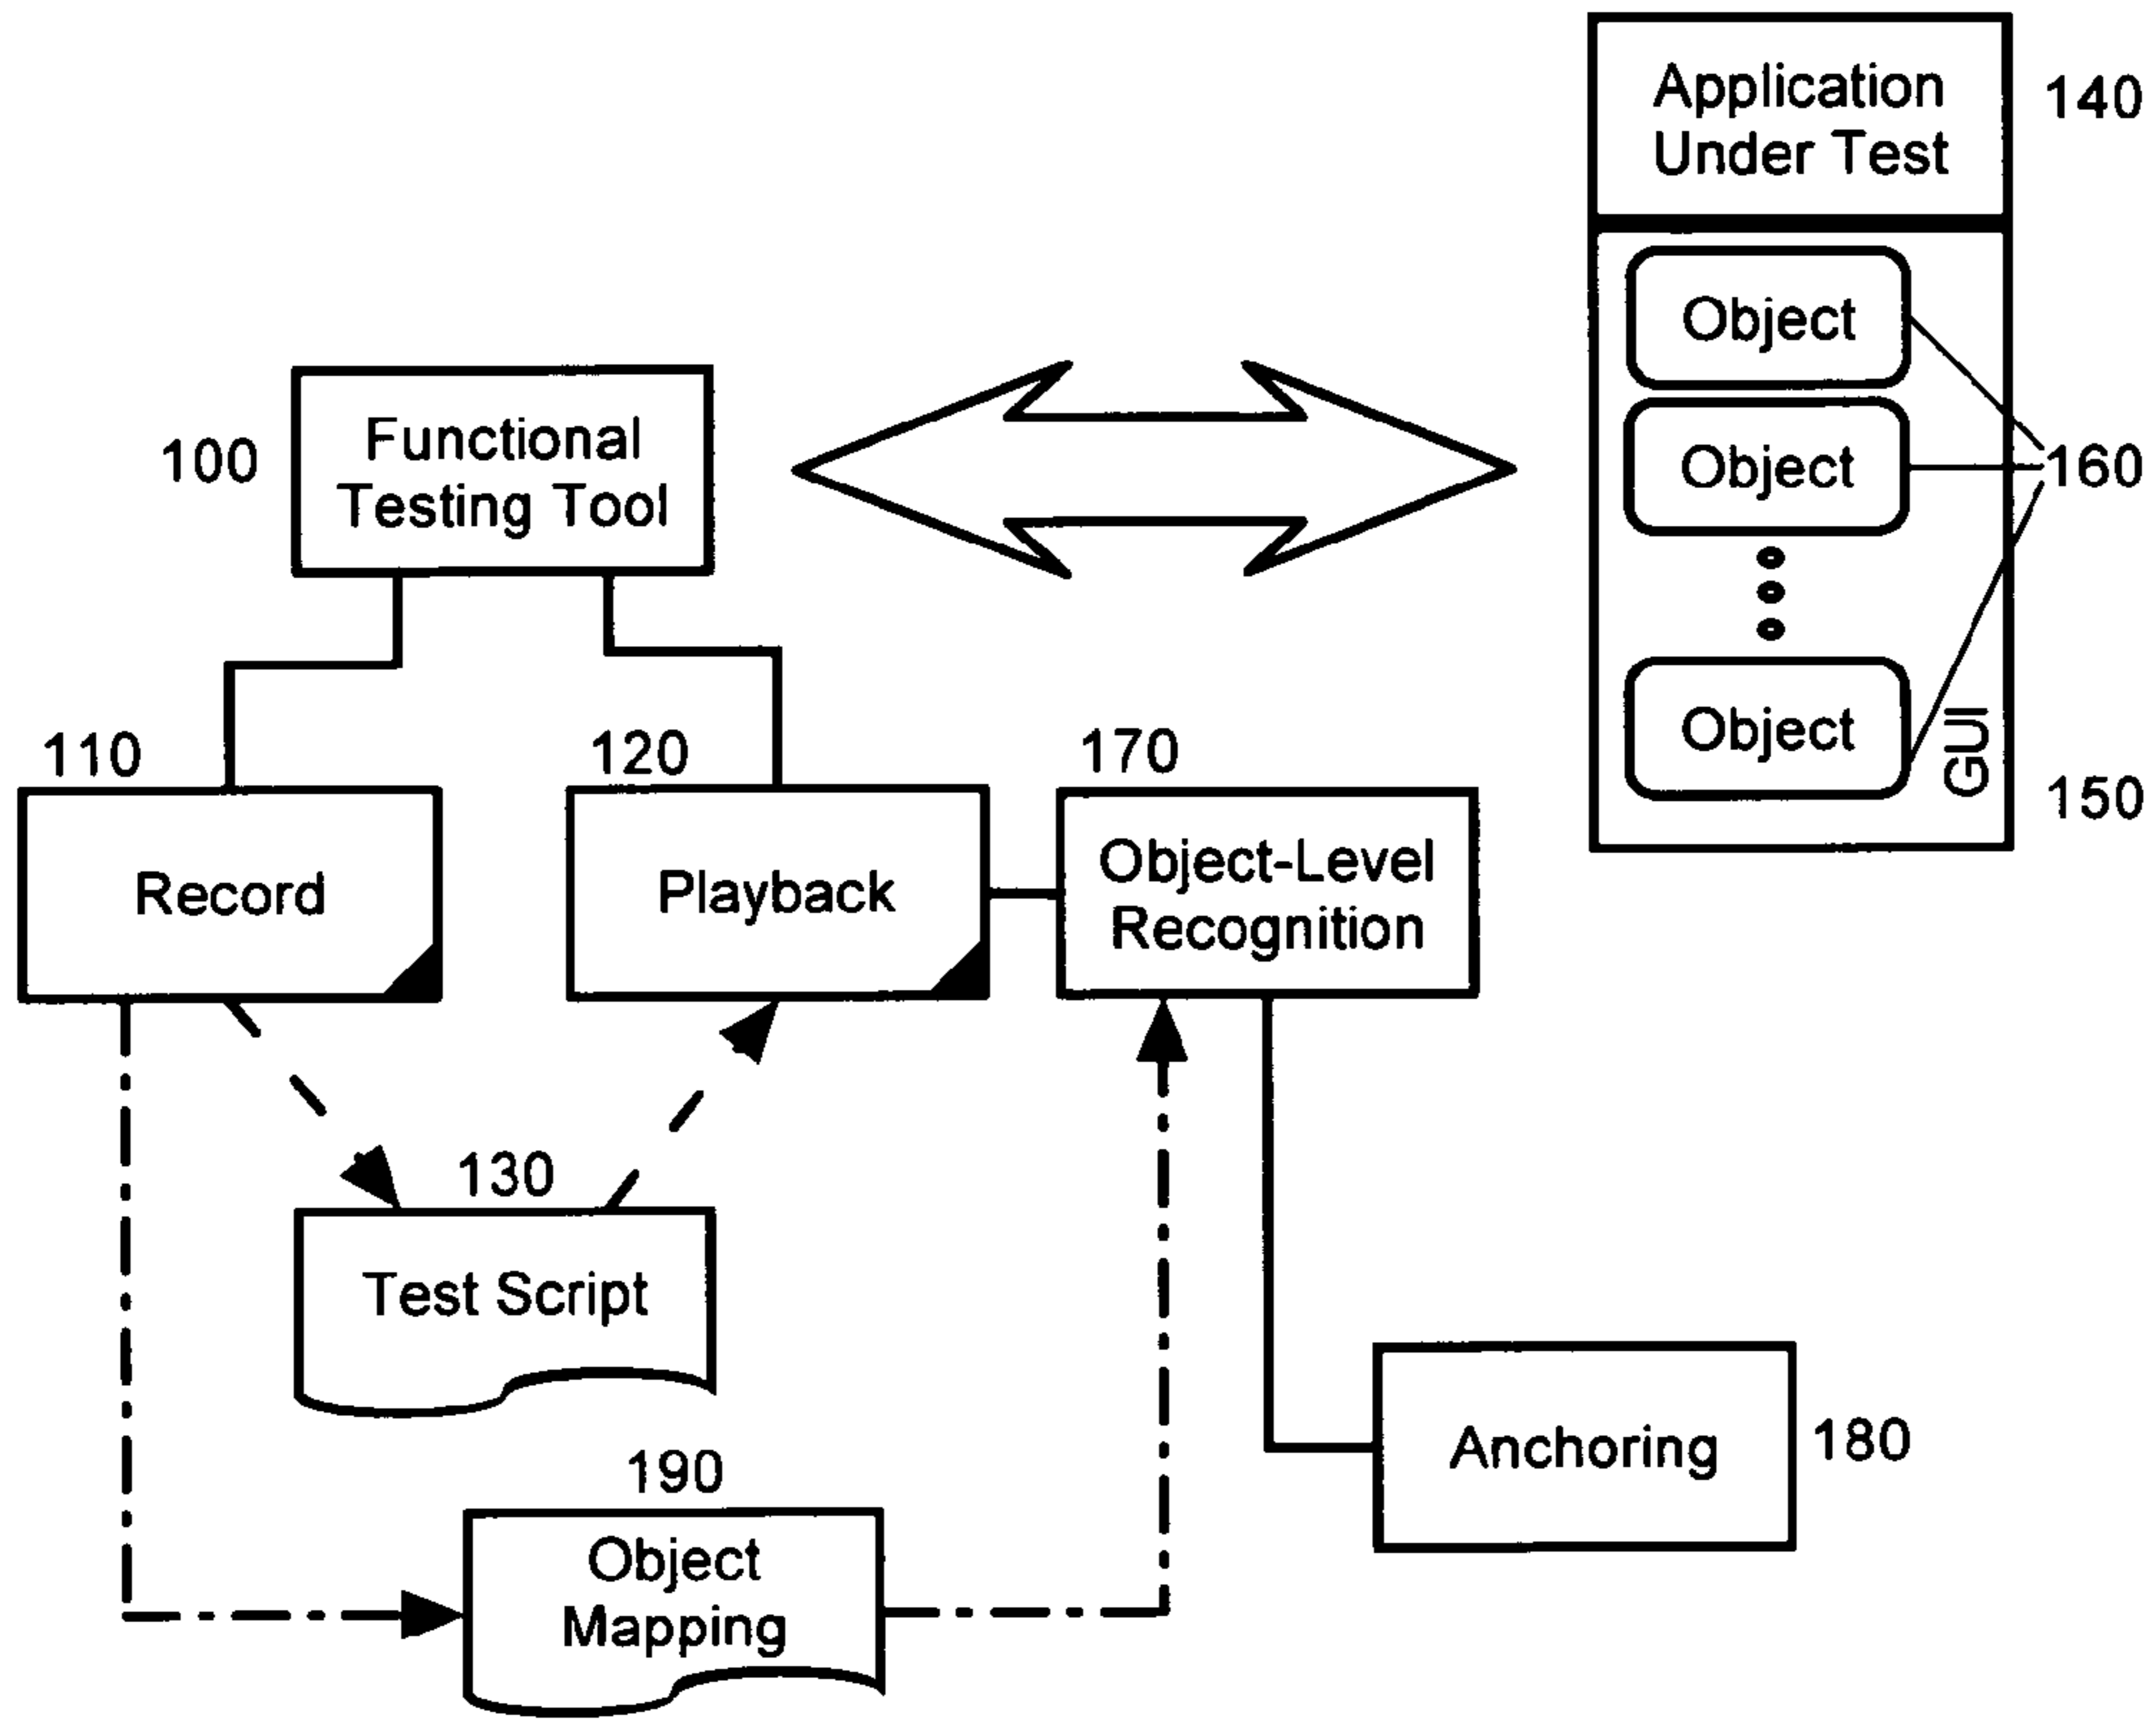 Application
Under Test
140
Object
Object
160
Functional
Testing Tool
100
Object
GUI
150
110
120
170
Record
Playback
Object-Level
Recognition
130
Test Script
Anchoring
180
190
Object
Mapping